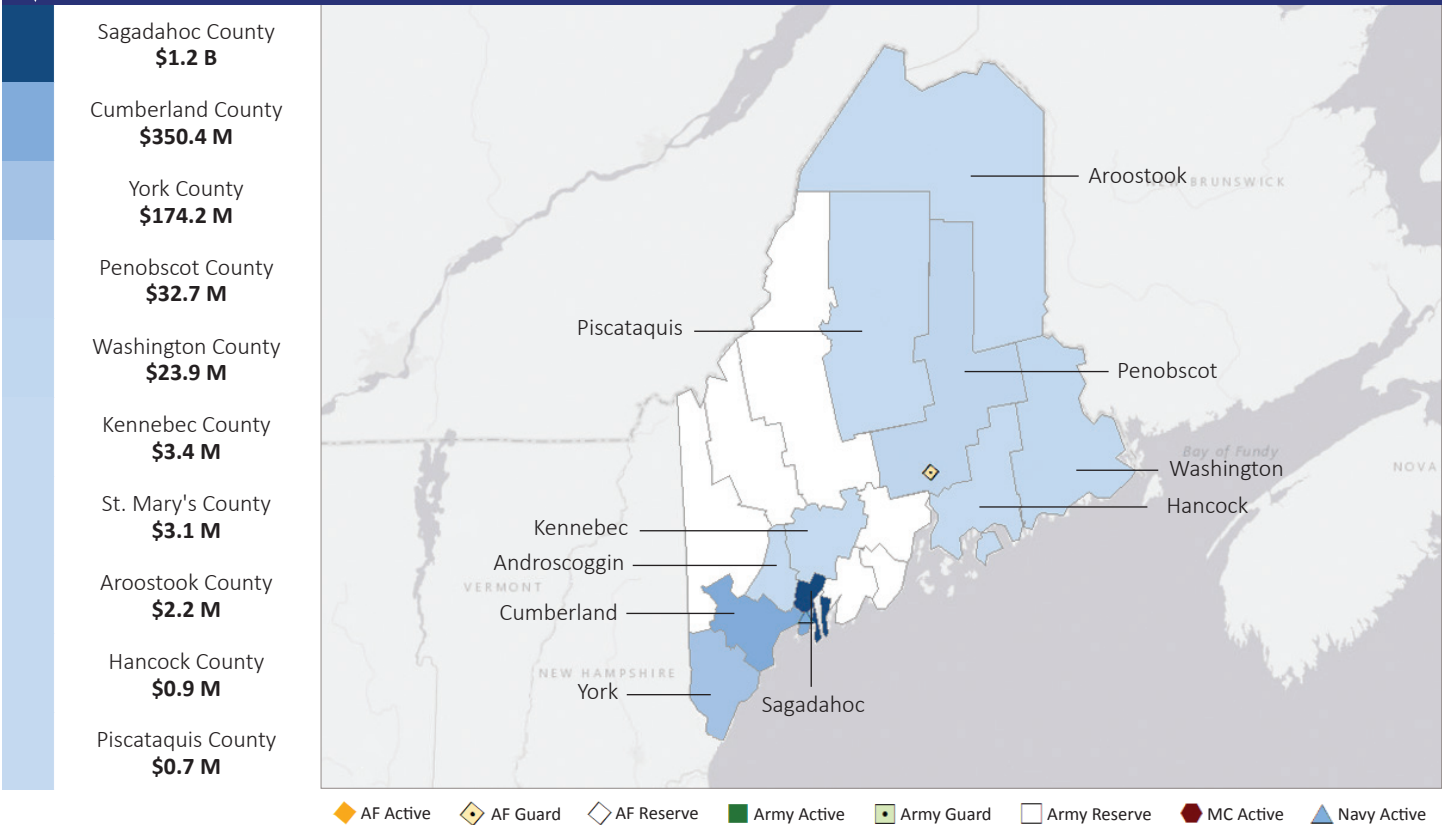 Sagadahoc County
$1.2 B
Cumberland County
$350.4 M
York County
$174.2 M
Penobscot County
$32.7 M
Washington County
$23.9 M
Kennebec County
$3.4 M
St. Mary's County
$3.1 M
Aroostook County
$2.2 M
Hancock County
$0.9 M
Piscataquis County
$0.7 M
Aroostook
NEW BRUNSWICK
Piscataquis
Penobscot
Bay of Fundy
Washington
NOVA
Hancock
Kennebec
Androscoggin
VERMONT
Cumberland
NEW HAMPSHIRE
York
Sagadahoc
AF Active AF Guard AF Reserve Army Active Army Guard Army Reserve MC Active Navy Active